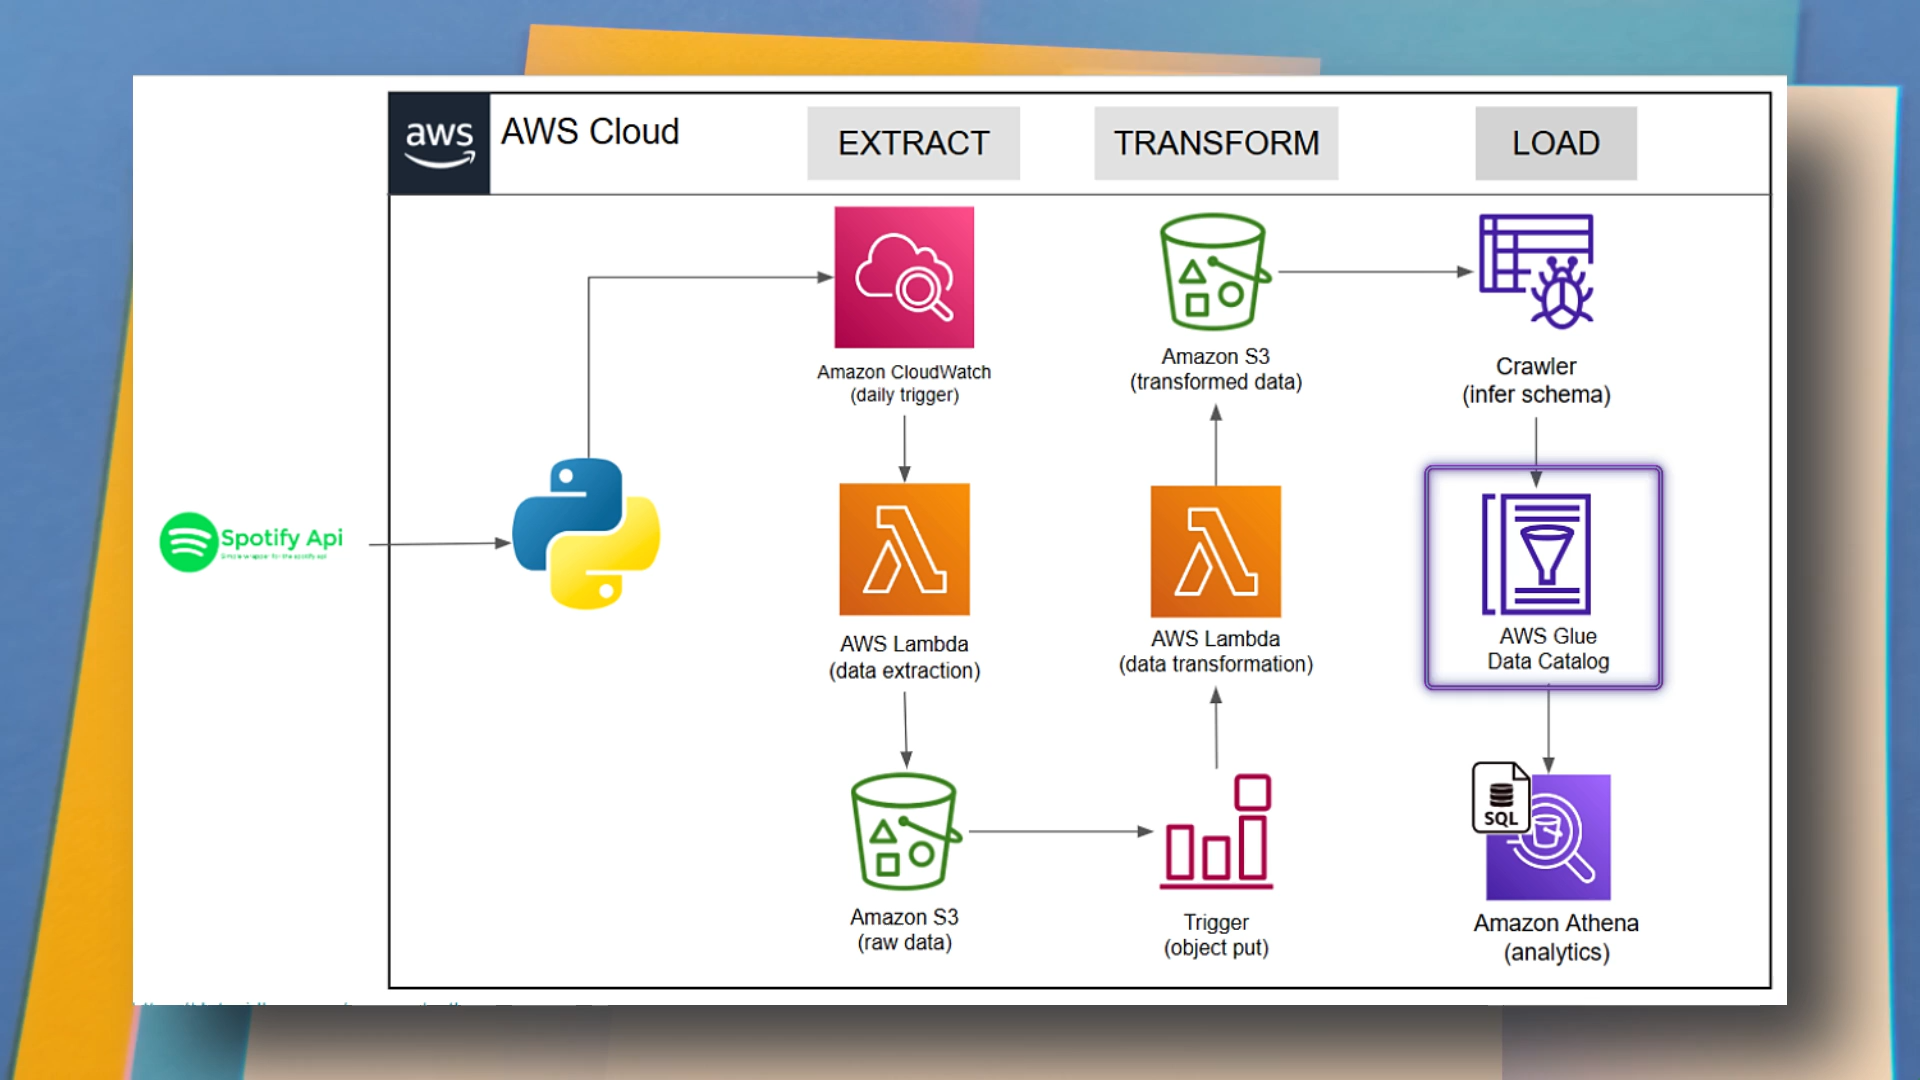 aws
AWS Cloud
EXTRACT
TRANSFORM
LOAD
Amazon CloudWatch
(daily trigger)
Amazon S3
(transformed data)
Crawler
(infer schema)
Spotify Api
AWS Lambda
(data extraction)
AWS Lambda
(data transformation)
AWS Glue
Data Catalog
SQL
Amazon S3
(raw data)
Trigger
(object put)
Amazon Athena
(analytics)